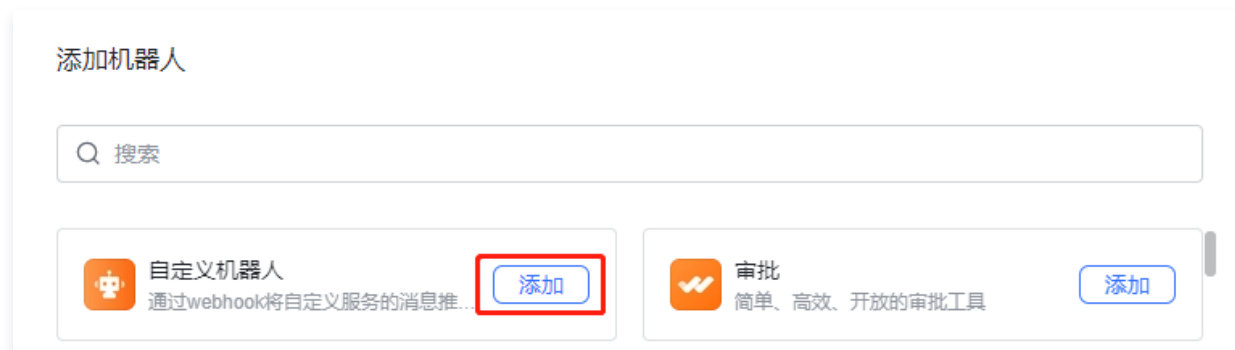 添加机器人
搜索
自定义机器人
通过webhook将自定义服务的消息推...
添加
审批
简单、高效、开放的审批工具
添加